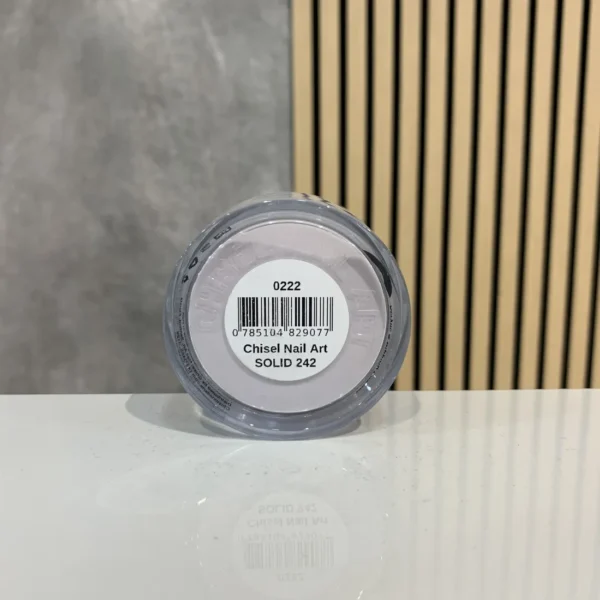 0222
0 785104 829077
Chisel Nail Art
SOLID 242